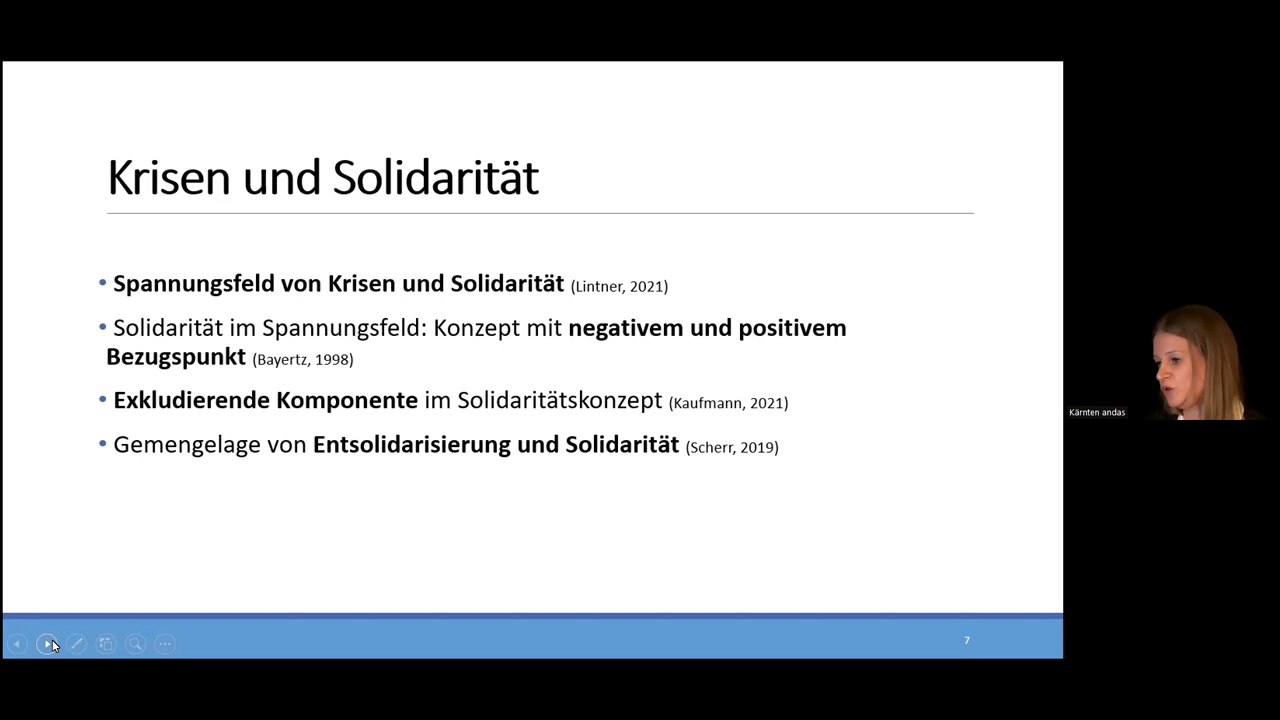 Krisen und Solidarität
• Spannungsfeld von Krisen und Solidarität (Lintner, 2021)
• Solidarität im Spannungsfeld: Konzept mit negativem und positivem
Bezugspunkt (Bayertz, 1998)
• Exkludierende Komponente im Solidaritätskonzept (Kaufmann, 2021)
• Gemengelage von Entsolidarisierung und Solidarität (Scherr, 2019)
7
Kärnten andas